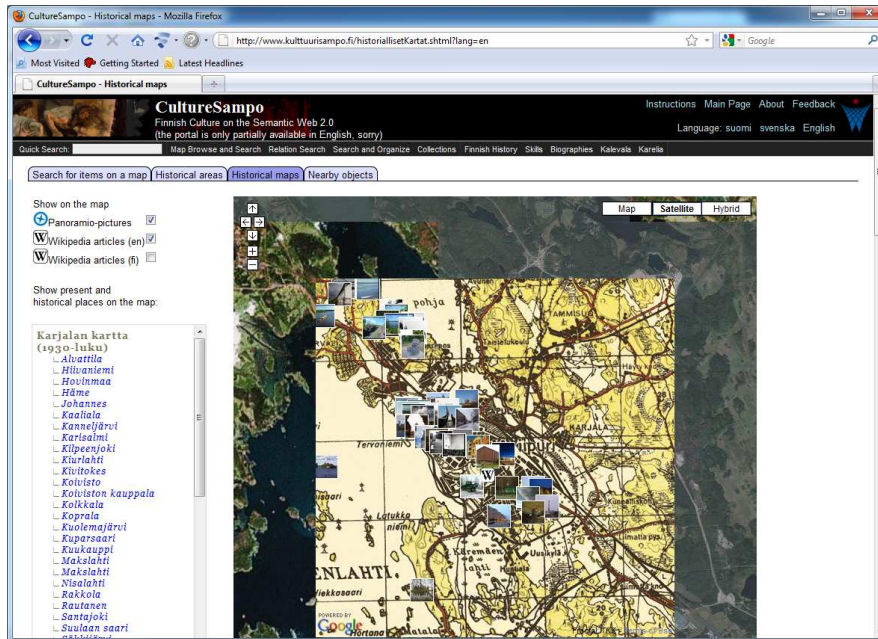 CultureSampo - Historical maps - Mozilla Firefox
http://www.kulttuurisampo.fi/historiallisetKartat.shtml?lang=en
Google
Most Visited Getting Started Latest Headlines
CultureSampo - Historical maps
CultureSampo
Finnish Culture on the Semantic Web 2.0
(the portal is only partially available in English, sorry)
Instructions Main Page About Feedback
Language: suomi svenska English
Quick Search: Map Browse and Search Relation Search Search and Organize Collections Finnish History Skills Biographies Kalevala Karelia
Search for items on a map Historical areas Historical maps Nearby objects
Show on the map
Panoramio-pictures
W Wikipedia articles (en)
W Wikipedia articles (fi)
Show present and
historical places on the map:
Karjalan kartta
(1930-luku)
Alvattila
Hiivaniemi
Hovinmaa
Häme
Johannes
Kaaliala
Kanneljärvi
Karisalmi
Kilpeenjoki
Kiurlahti
Kivitokes
Koivisto
Koiviston kauppala
Kolkkala
Koprala
Kuolemajärvi
Kuparsaari
Kuukauppi
Makslahti
Makslahti
Nisalahti
Rakkola
Rautanen
Santajoki
Suulaan saari
Map Satellite Hybrid
pohja
TAMMISUO
KARJALA
Tervaniemi
W
Latukka
niemi
Uusikylä
Liimatta
lahti
ENLAHTI.
POWERED BY
Google